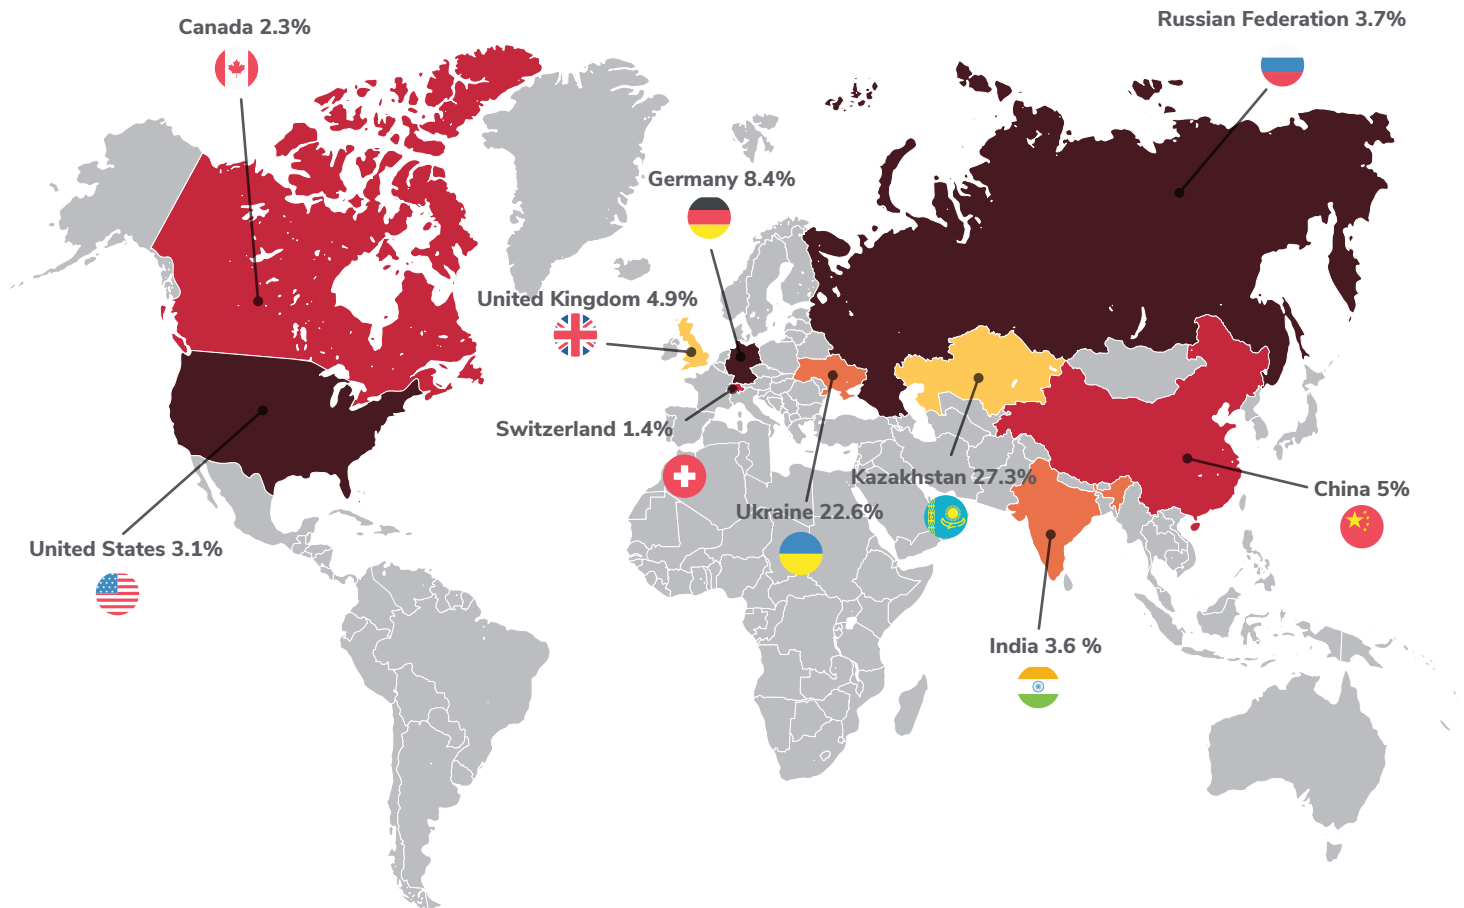 Russian Federation 3.7%
Canada 2.3%
Germany 8.4%
United Kingdom 4.9%
Switzerland 1.4%
Kazakhstan 27.3%
China 5%
Ukraine 22.6%
United States 3.1%
India 3.6 %